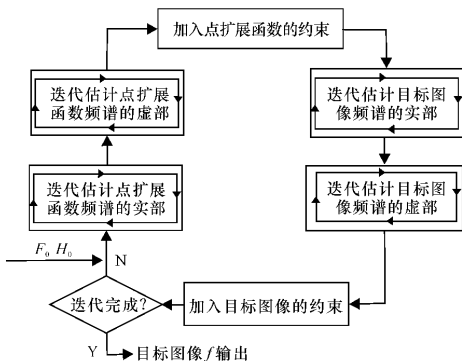 加入点扩展函数的约束
迭代估计点扩展
函数频谱的虚部
迭代估计目标图
像频谱的实部
迭代估计点扩展
函数频谱的实部
迭代估计目标图
像频谱的虚部
F₀ H₀
N
迭代完成?
加入目标图像的约束
Y
目标图像f输出